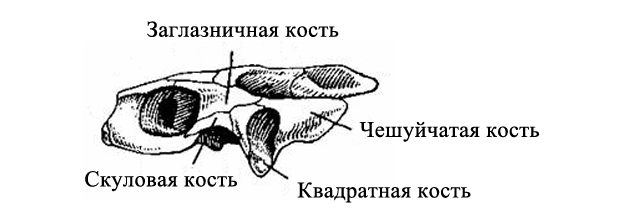 Заглазничная кость
Чешуйчатая кость
Скуловая кость
Квадратная кость